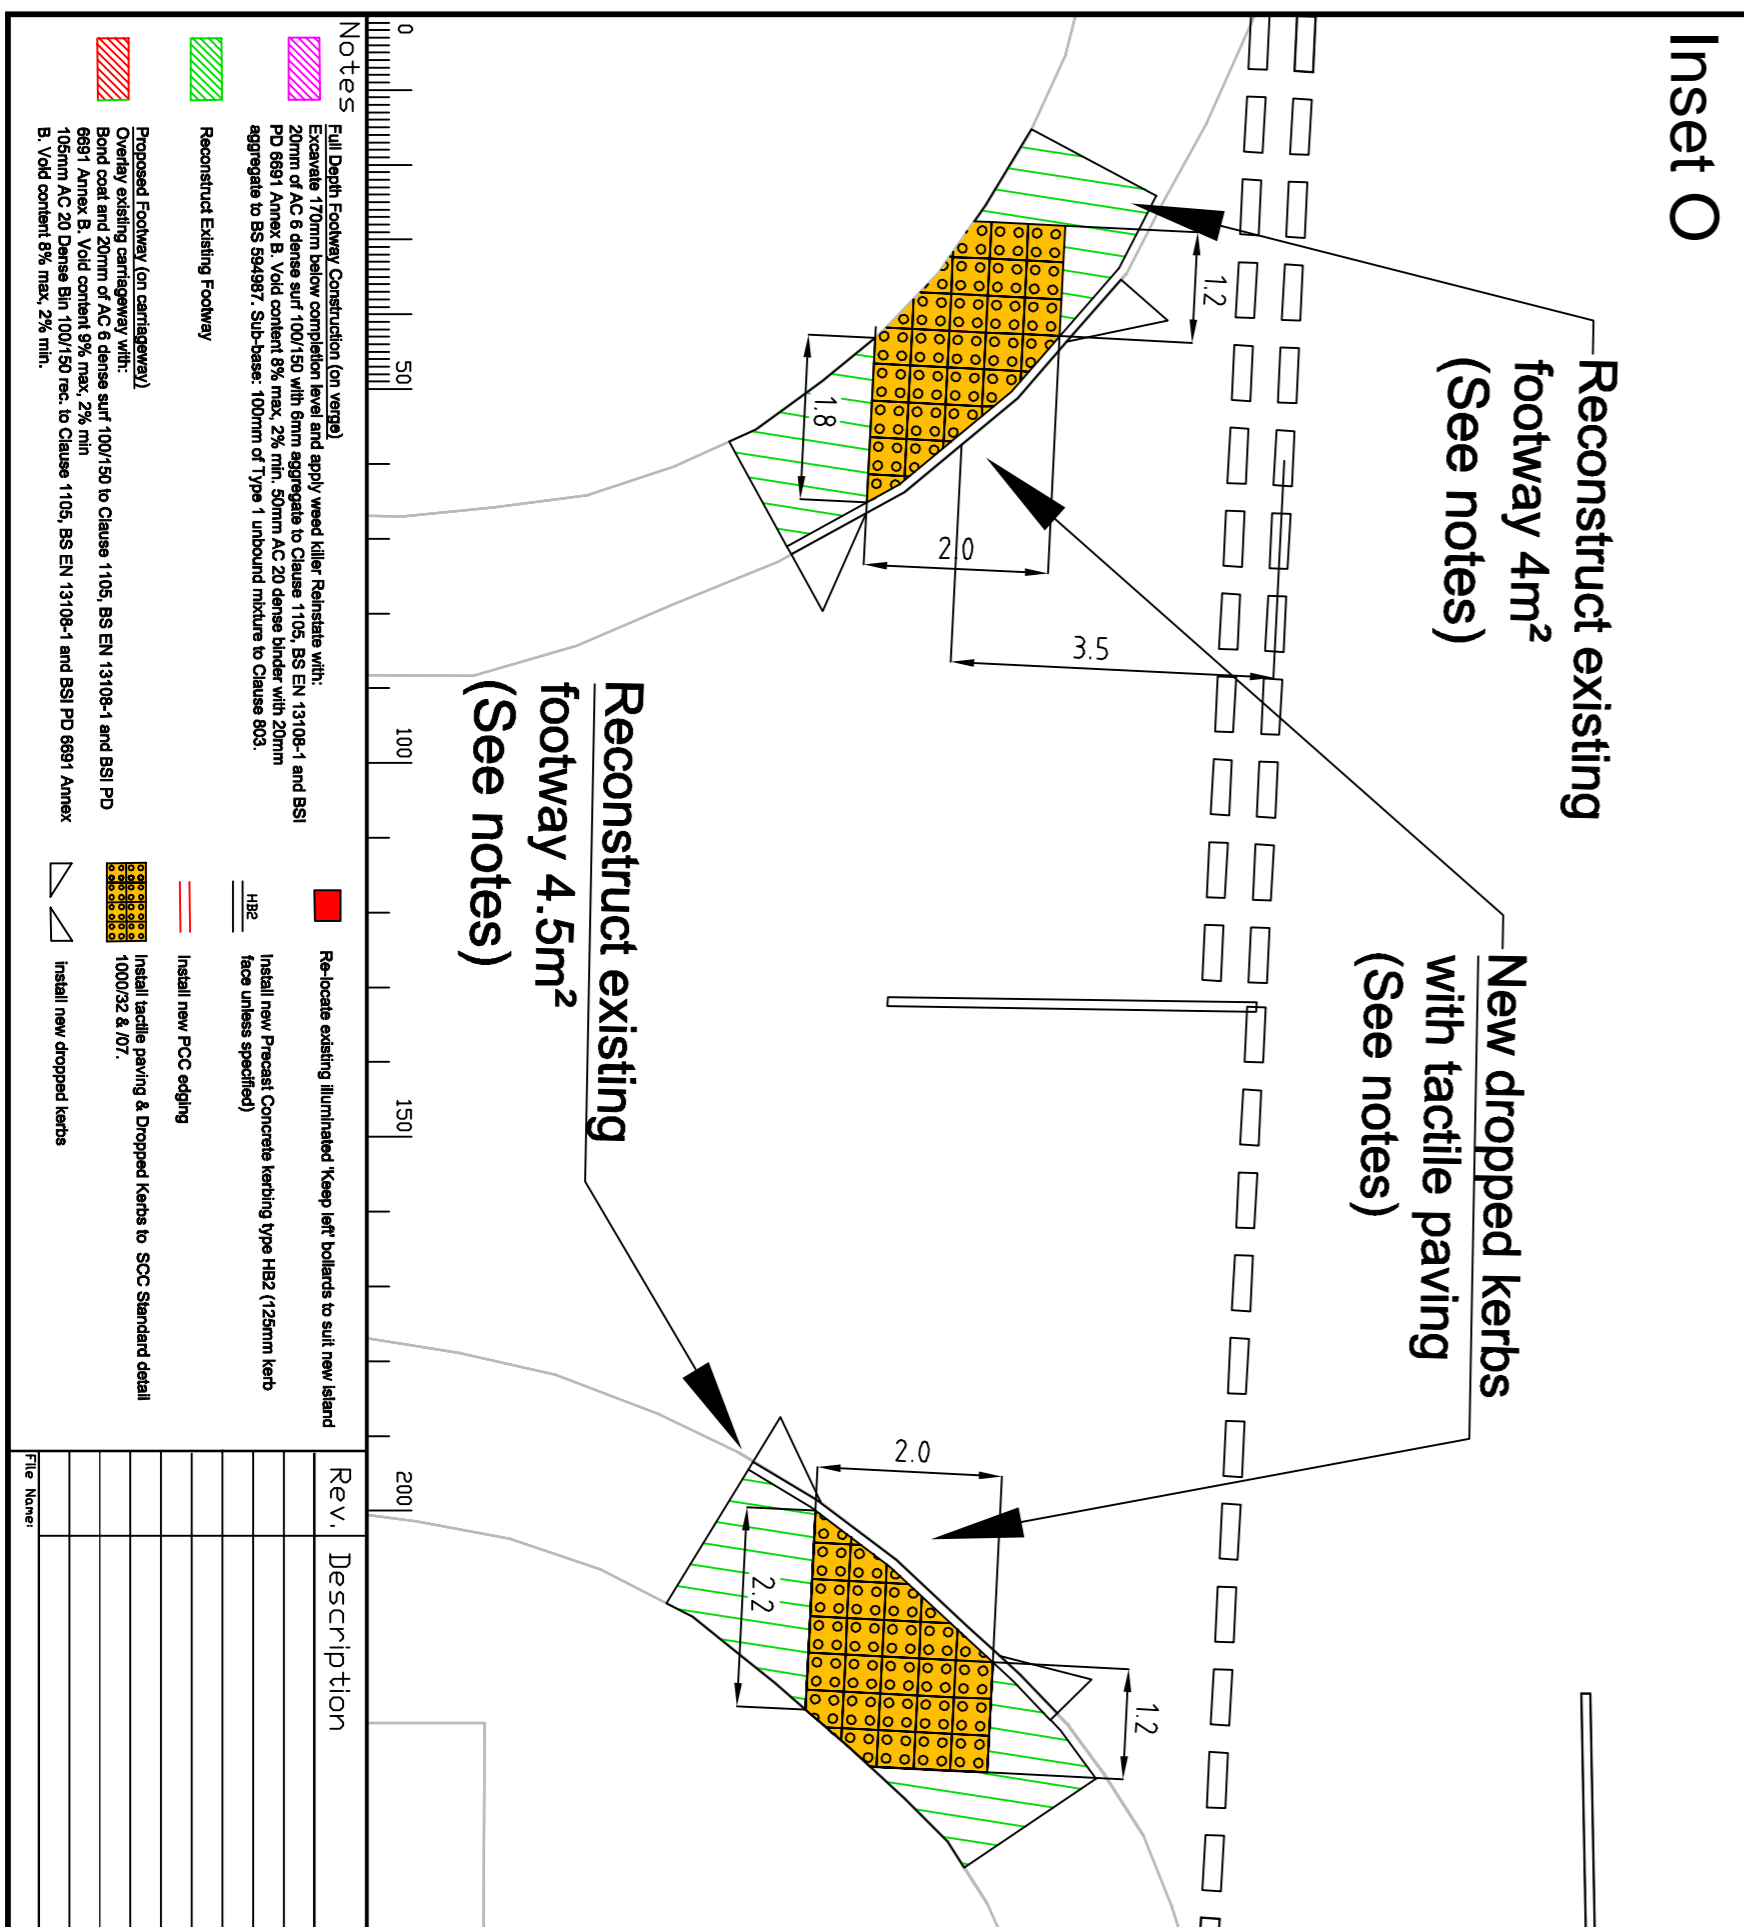 Inset O
Reconstruct existing
footway 4m²
(See notes)
New dropped kerbs
with tactile paving
(See notes)
1.2
1.8
2.0
3.5
Reconstruct existing
footway 4.5m²
(See notes)
2.0
2.2
1.2
0
50
100
150
200
Notes
Full Depth Footway Construction (on verge)
Excavate 170mm below completion level and apply weed killer Reinstate with:
20mm of AC 6 dense surf 100/150 with 6mm aggregate to Clause 1105, BS EN 13108-1 and BSI
PD 6691 Annex B. Void content 8% max, 2% min. 50mm AC 20 dense binder with 20mm
aggregate to BS 594987. Sub-base: 100mm of Type 1 unbound mixture to Clause 803.
Reconstruct Existing Footway
Proposed Footway (on carriageway)
Overlay existing carriageway with:
Bond coat and 20mm of AC 6 dense surf 100/150 to Clause 1105, BS EN 13108-1 and BSI PD
6691 Annex B. Void content 9% max, 2% min
105mm AC 20 Dense Bin 100/150 rec. to Clause 1105, BS EN 13108-1 and BSI PD 6691 Annex
B. Void content 8% max, 2% min.
Re-locate existing illuminated 'Keep left' bollards to suit new island
HB2
Install new Precast Concrete kerbing type HB2 (125mm kerb
face unless specified)
Install new PCC edging
Install tactile paving & Dropped Kerbs to SCC Standard detail
1000/32 & /07.
install new dropped kerbs
Rev.
Description
File Name: